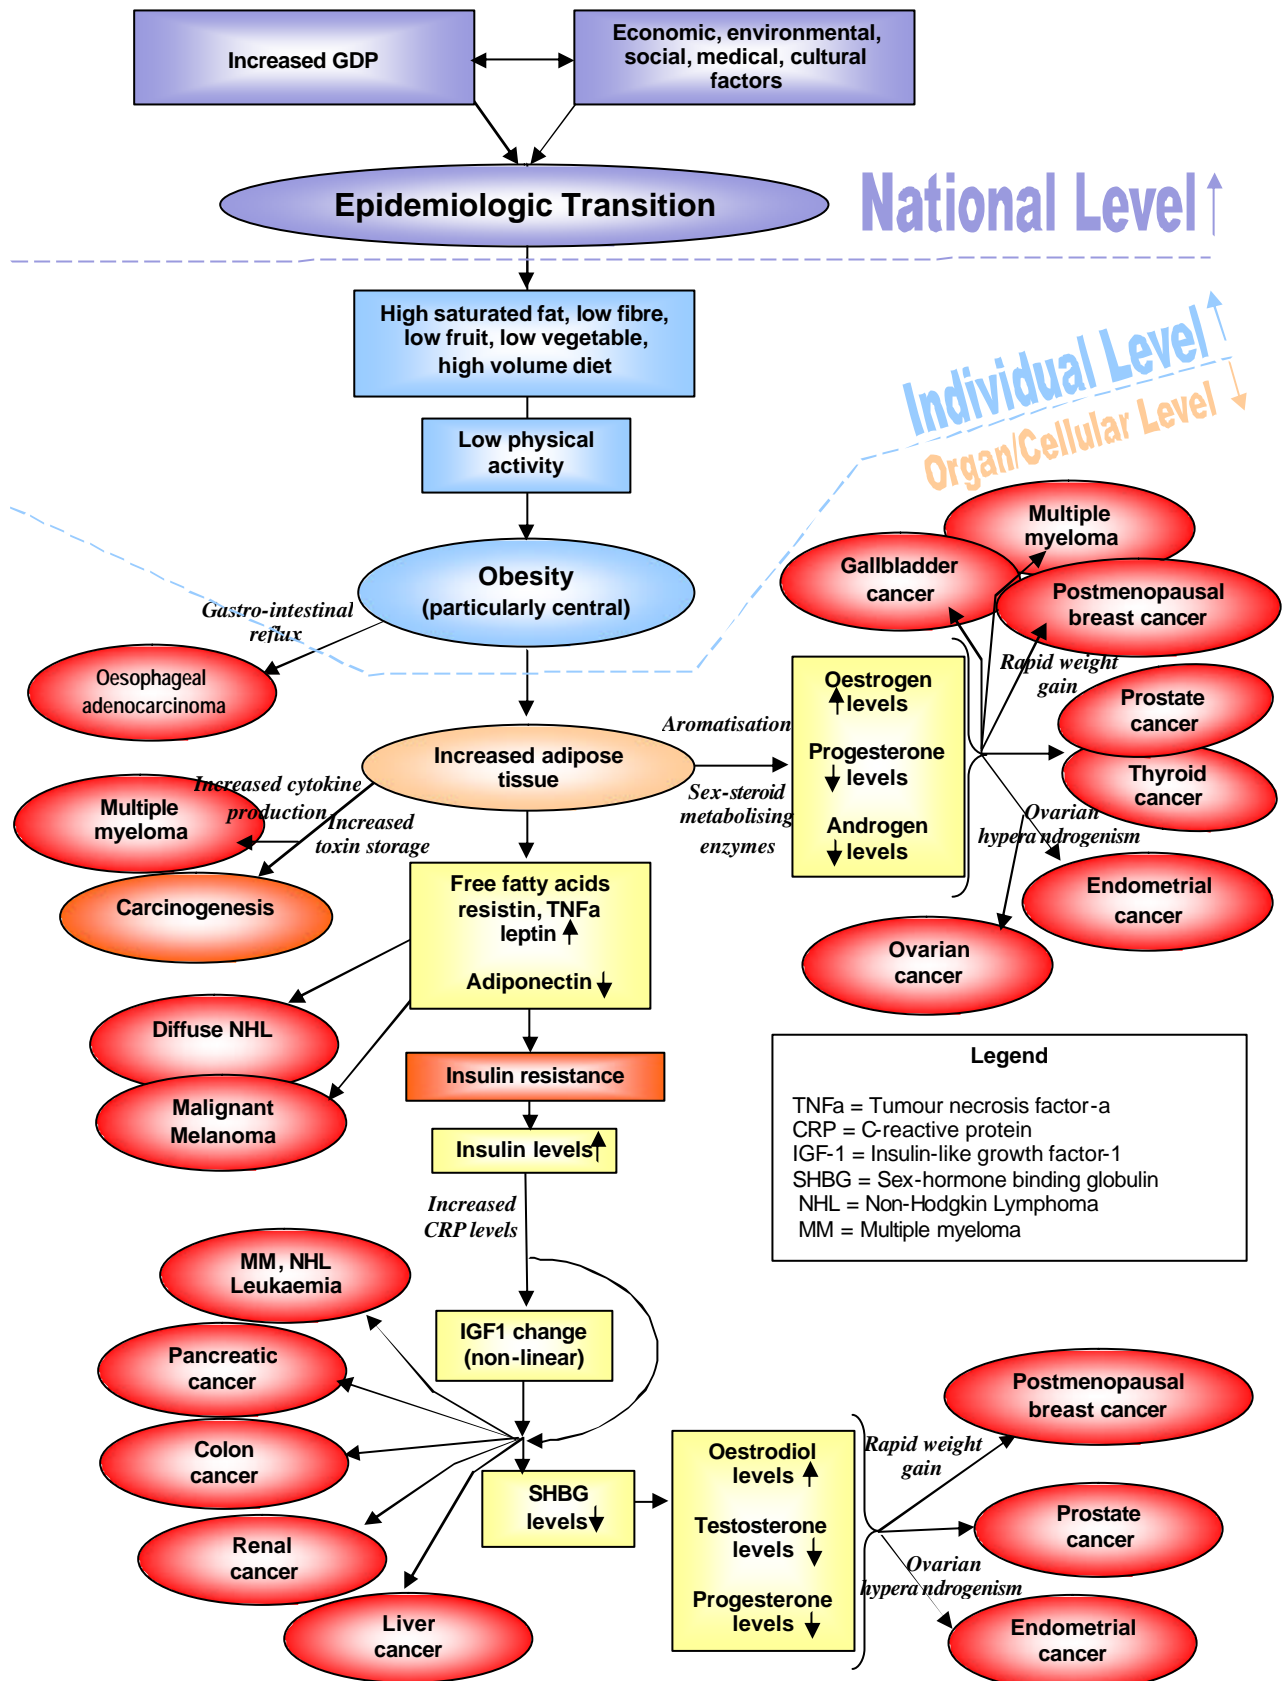 Increased GDP
Economic, environmental,
social, medical, cultural
factors
Epidemiologic Transition
National Level
High saturated fat, low fibre,
low fruit, low vegetable,
high volume diet
Individual Level
Organ/Cellular Level
Low physical
activity
Obesity
(particularly central)
Gastro-intestinal
reflux
Oesophageal
adenocarcinoma
Multiple
myeloma
Gallbladder
cancer
Postmenopausal
breast cancer
Rapid weight
gain
Prostate
cancer
Thyroid
cancer
Ovarian
hypera ndrogenism
Endometrial
cancer
Ovarian
cancer
Oestrogen
levels
Progesterone
levels
Androgen
levels
Aromatisation
Sex-steroid
metabolising
enzymes
Increased adipose
tissue
Increased cytokine
production
Increased
toxin storage
Multiple
myeloma
Carcinogenesis
Free fatty acids
resistin, TNFa
leptin
Adiponectin
Diffuse NHL
Malignant
Melanoma
Insulin resistance
Insulin levels
Increased
CRP levels
Legend
TNFa = Tumour necrosis factor-a
CRP = C-reactive protein
IGF-1 = Insulin-like growth factor-1
SHBG = Sex-hormone binding globulin
NHL = Non-Hodgkin Lymphoma
MM = Multiple myeloma
MM, NHL
Leukaemia
IGF1 change
(non-linear)
Pancreatic
cancer
Colon
cancer
Renal
cancer
Liver
cancer
SHBG
levels
Oestrodiol
levels
Testosterone
levels
Progesterone
levels
Rapid weight
gain
Postmenopausal
breast cancer
Prostate
cancer
Ovarian
hypera ndrogenism
Endometrial
cancer